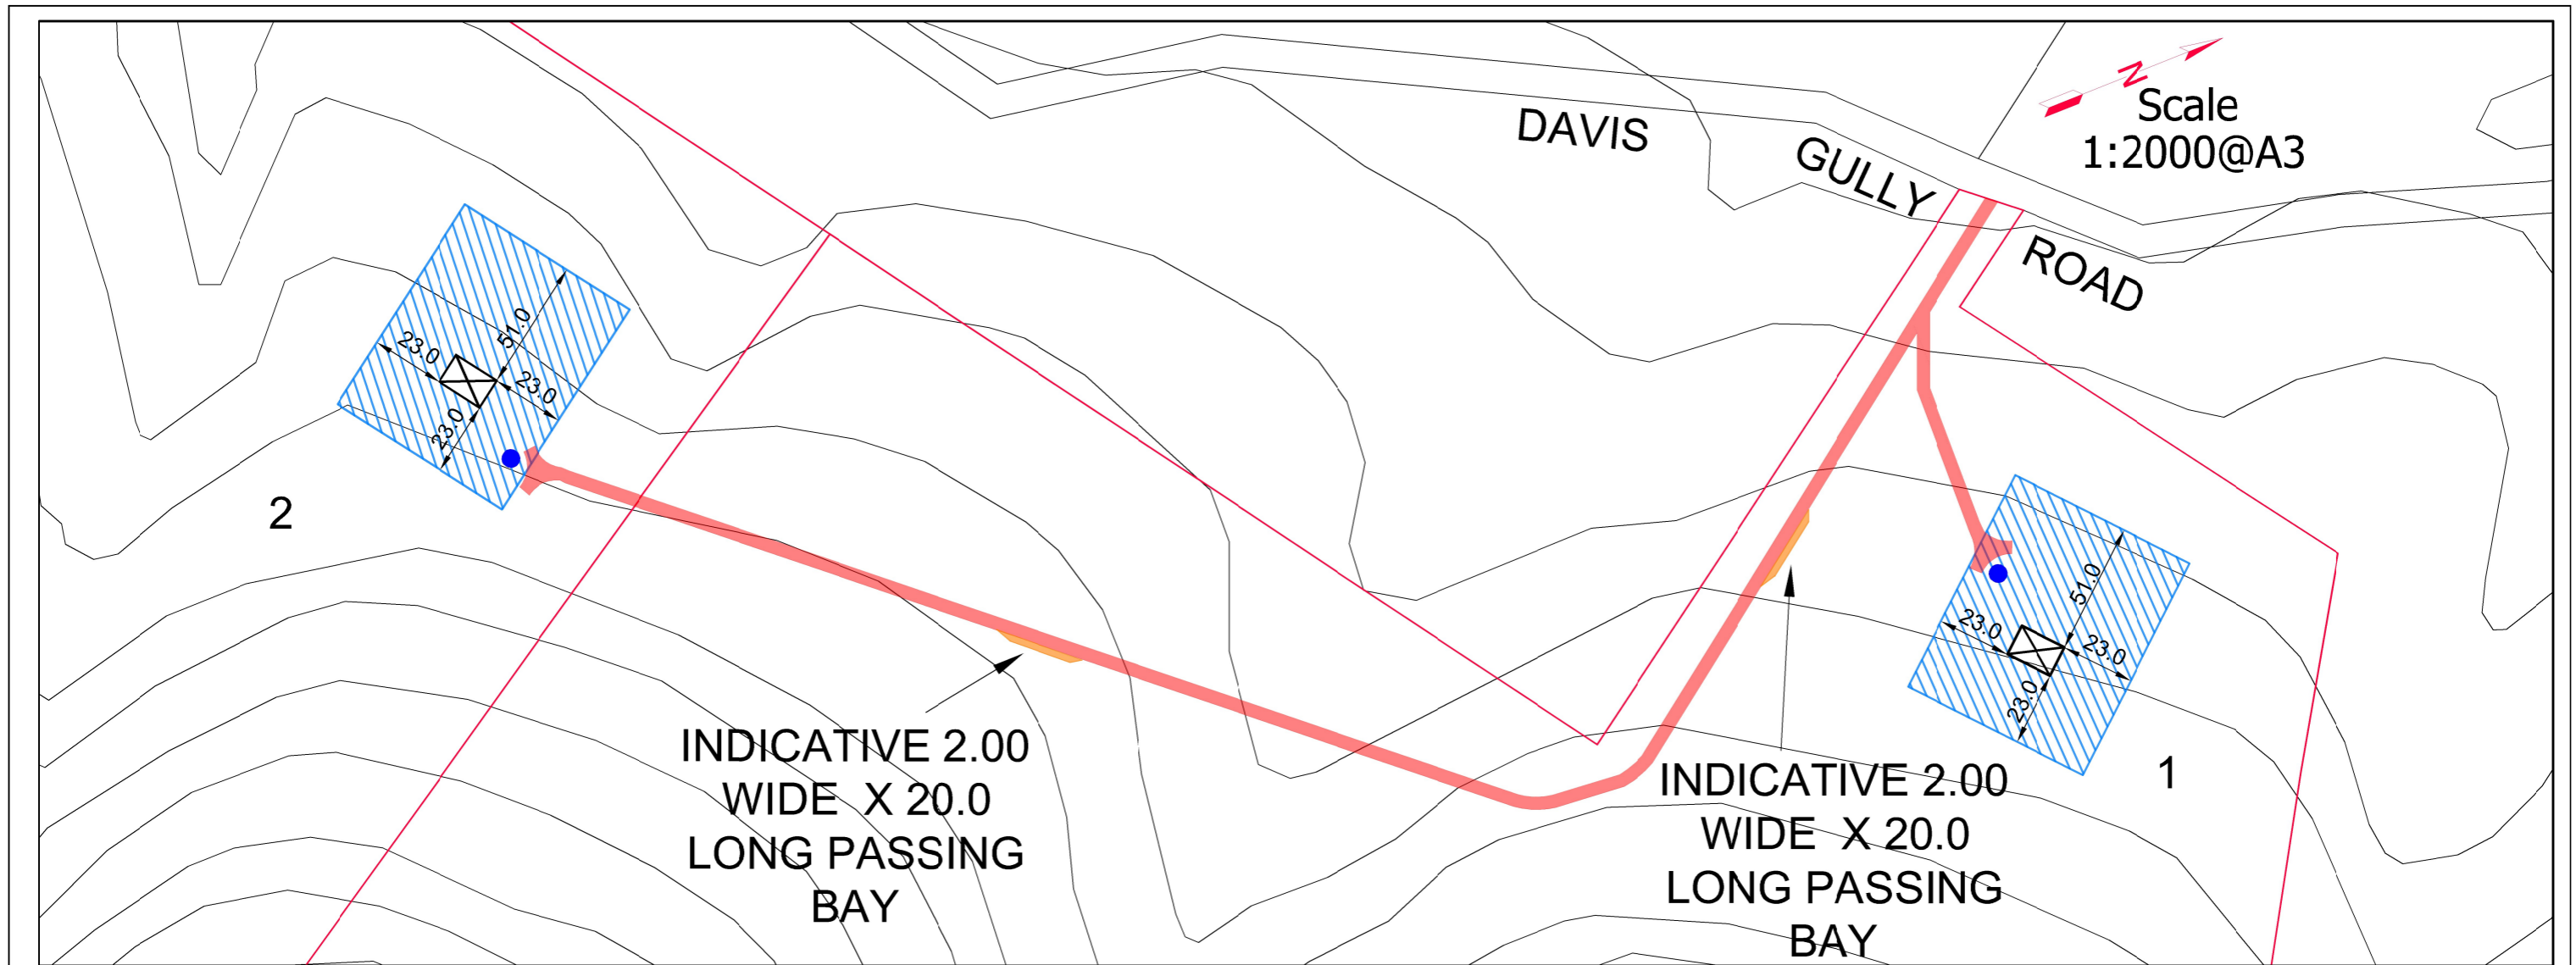 N
Scale
1:2000@A3
DAVIS
GULLY
ROAD
51.0
23.0
23.0
23.0
2
51.0
23.0
23.0
23.0
1
INDICATIVE 2.00
WIDE X 20.0
LONG PASSING
BAY
INDICATIVE 2.00
WIDE X 20.0
LONG PASSING
BAY